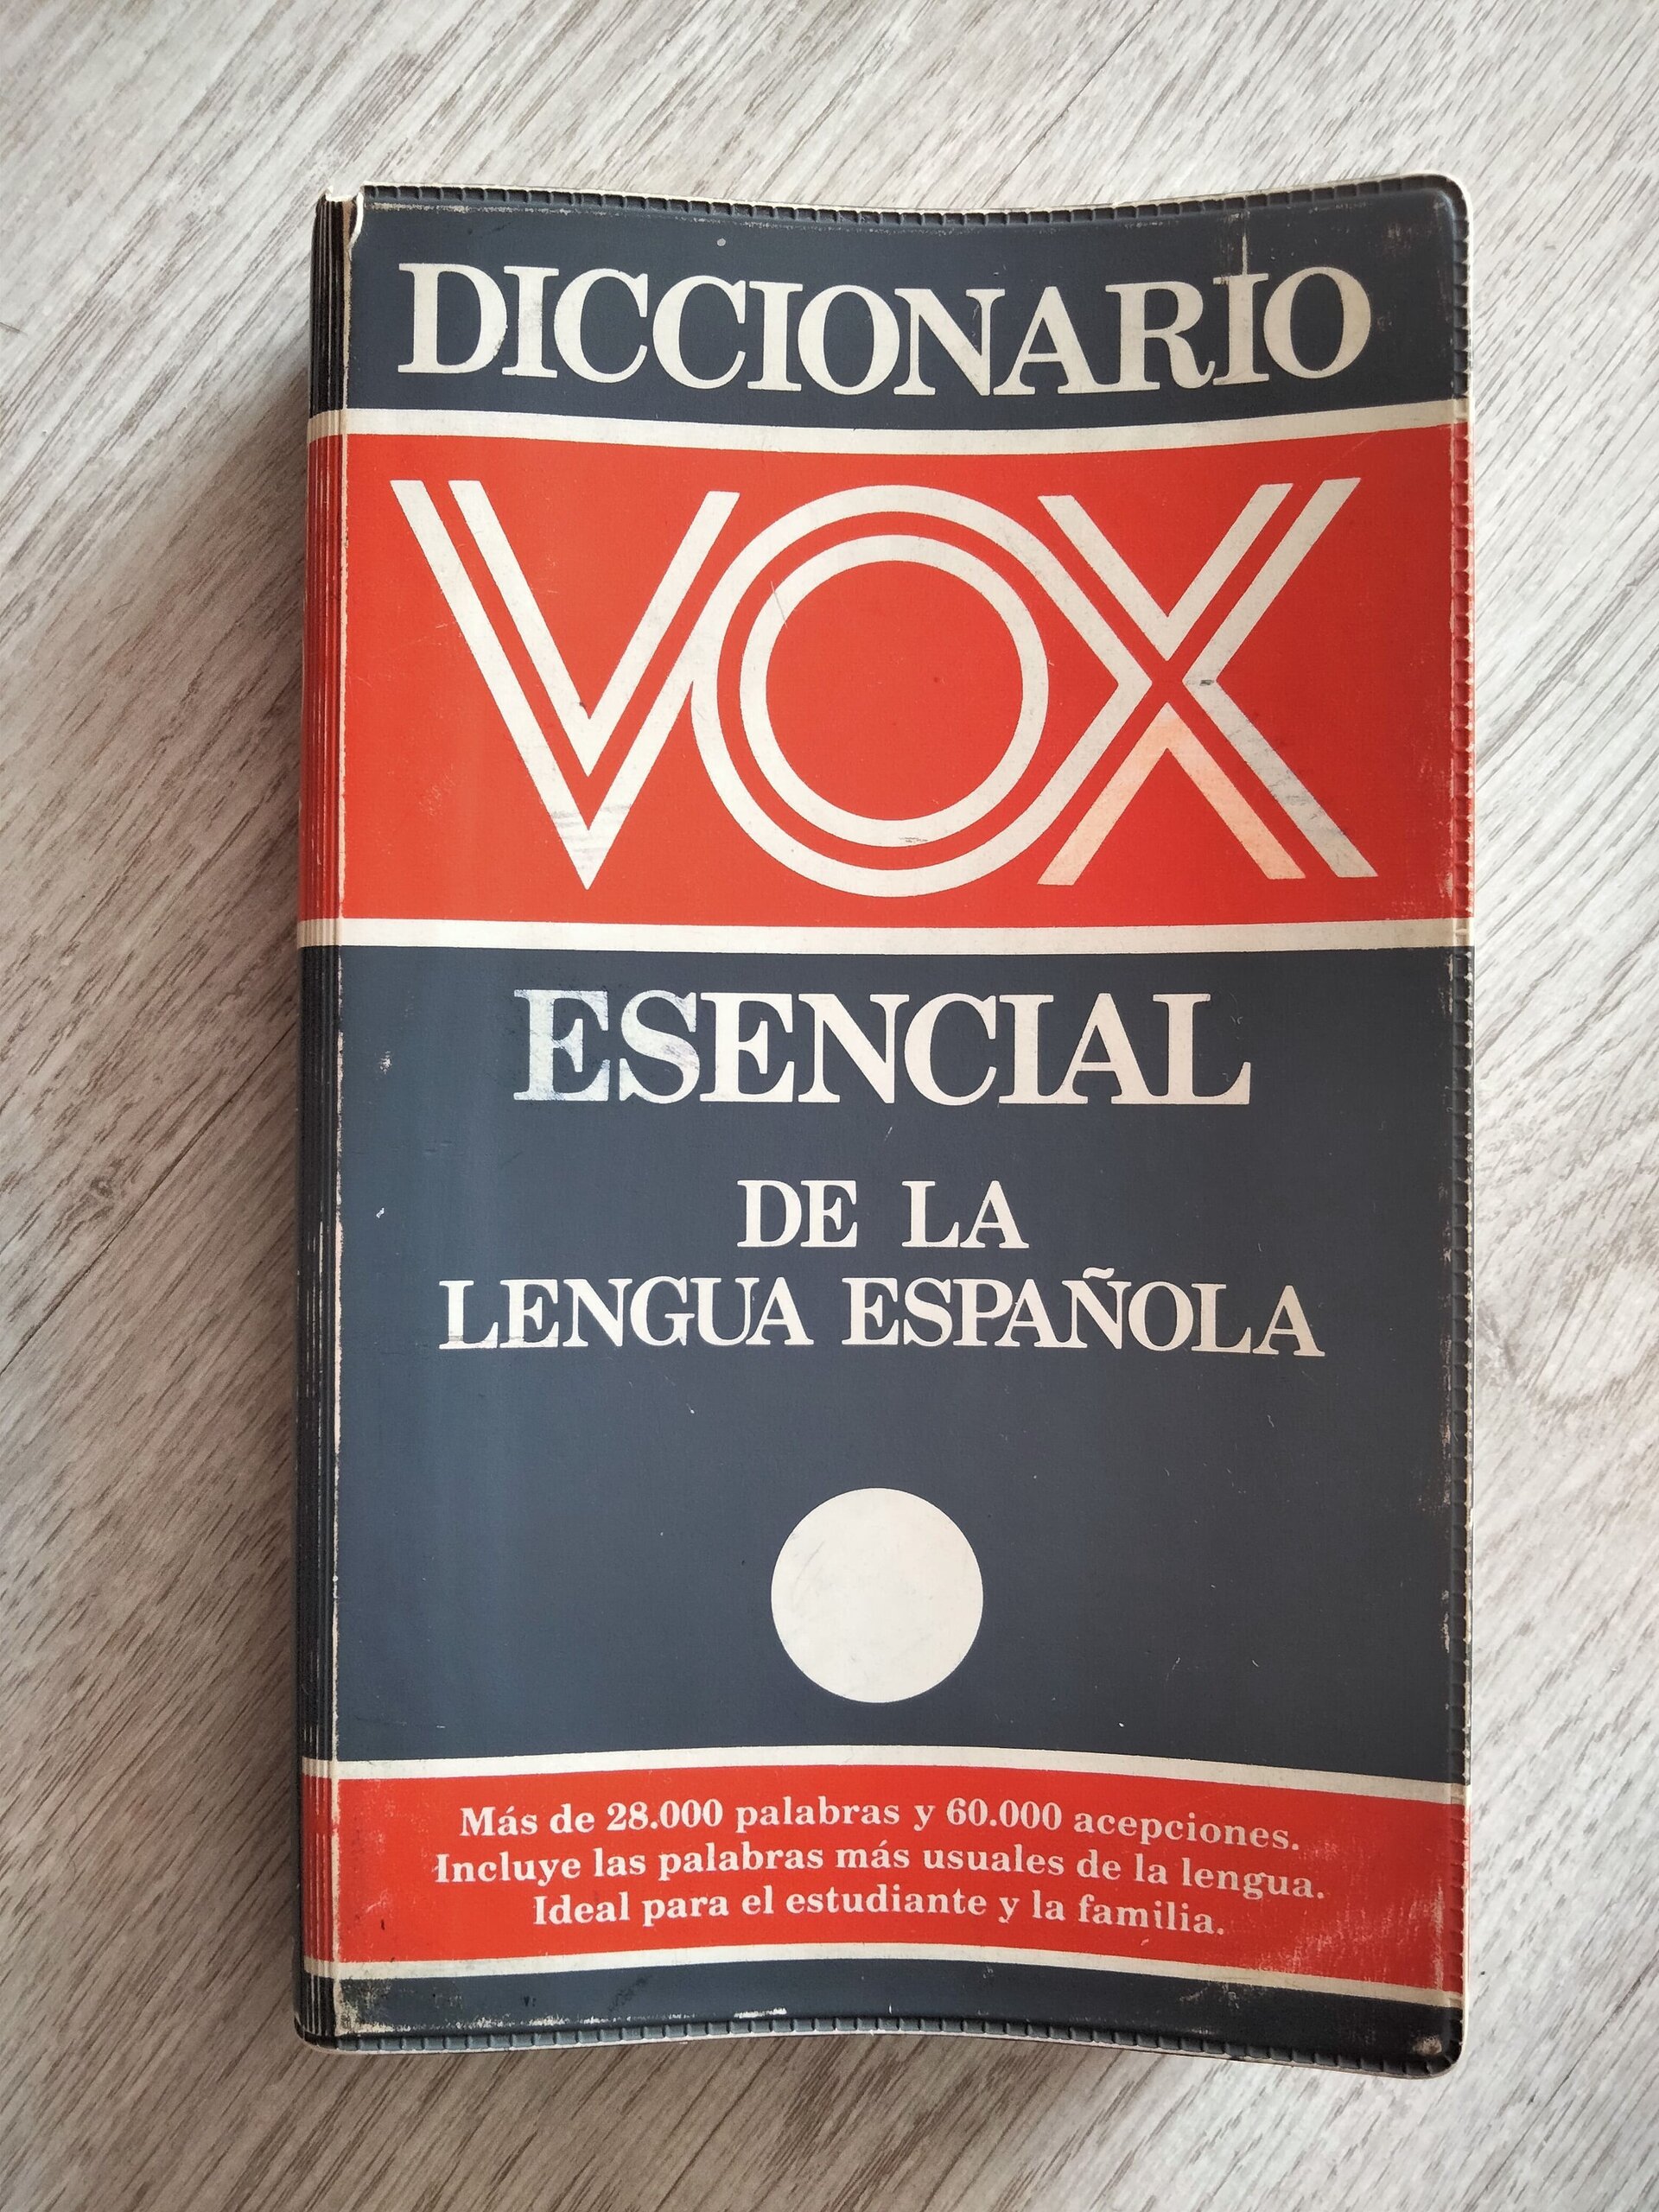 DICCIONARIO
VOX
ESENCIAL
DE LA
LENGUA ESPAÑOLA
Más de 28.000 palabras y 60.000 acepciones.
Incluye las palabras más usuales de la lengua.
Ideal para el estudiante y la familia.